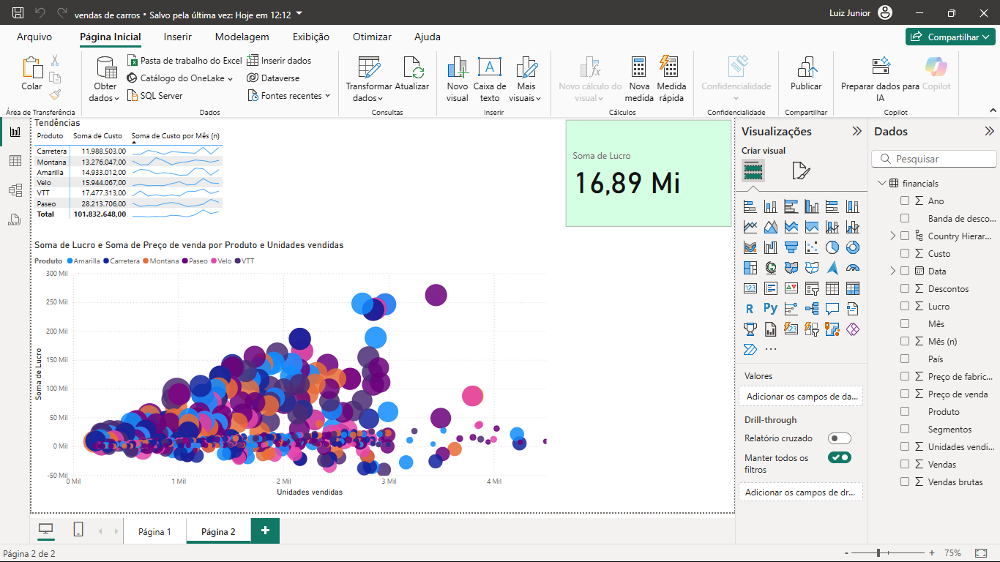 vendas de carros • Salvo pela última vez: Hoje em 12:12
Luiz Junior
Arquivo
Página Inicial
Inserir
Modelagem
Exibição
Otimizar
Ajuda
Compartilhar
Colar
Obter dados
Pasta de trabalho do Excel
Catálogo do OneLake
SQL Server
Inserir dados
Dataverse
Fontes recentes
Transformar dados
Atualizar
Novo visual
Caixa de texto
Mais visuais
Novo cálculo do visual
Nova medida
Medida rápida
Confidencialidade
Publicar
Preparar dados para IA
Copilot
Área de Transferência
Dados
Consultas
Inserir
Cálculos
Confidencialidade
Compartilhar
Copilot
Tendências
Produto Soma de Custo Soma de Custo por Mês (n)
Carretera 11.988.503,00
Montana 13.276.047,00
Amarilla 14.933.012,00
Velo 15.944.067,00
VTT 17.477.313,00
Paseo 28.213.706,00
Total 101.832.648,00
Soma de Lucro
16,89 Mi
Soma de Lucro e Soma de Preço de venda por Produto e Unidades vendidas
Produto Amarilla Carretera Montana Paseo Velo VTT
300 Mil
250 Mil
200 Mil
150 Mil
100 Mil
50 Mil
0 Mil
-50 Mil
Soma de Lucro
0 Mil 1 Mil 2 Mil 3 Mil 4 Mil
Unidades vendidas
Visualizações
Criar visual
123
R
Py
123
Valores
Adicionar os campos de da...
Drill-through
Relatório cruzado
Manter todos os filtros
Adicionar os campos de dr...
Dados
Pesquisar
financials
Ano
Banda de desco...
Country Hierar...
Custo
Data
Descontos
Lucro
Mês
Mês (n)
País
Preço de fabric...
Preço de venda
Produto
Segmentos
Unidades vendi...
Vendas
Vendas brutas
DAX
Página 1
Página 2
+
Página 2 de 2
- + 75%